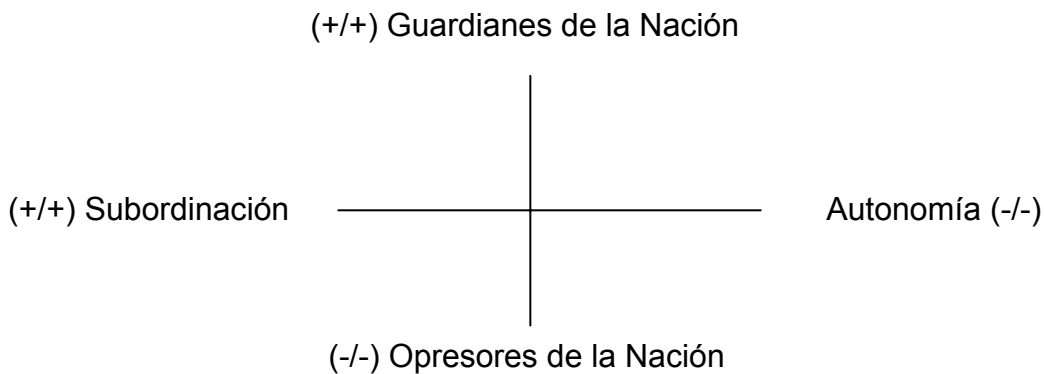 (+/+) Guardianes de la Nación
(+/+) Subordinación
Autonomía (-/-)
(-/-) Opresores de la Nación